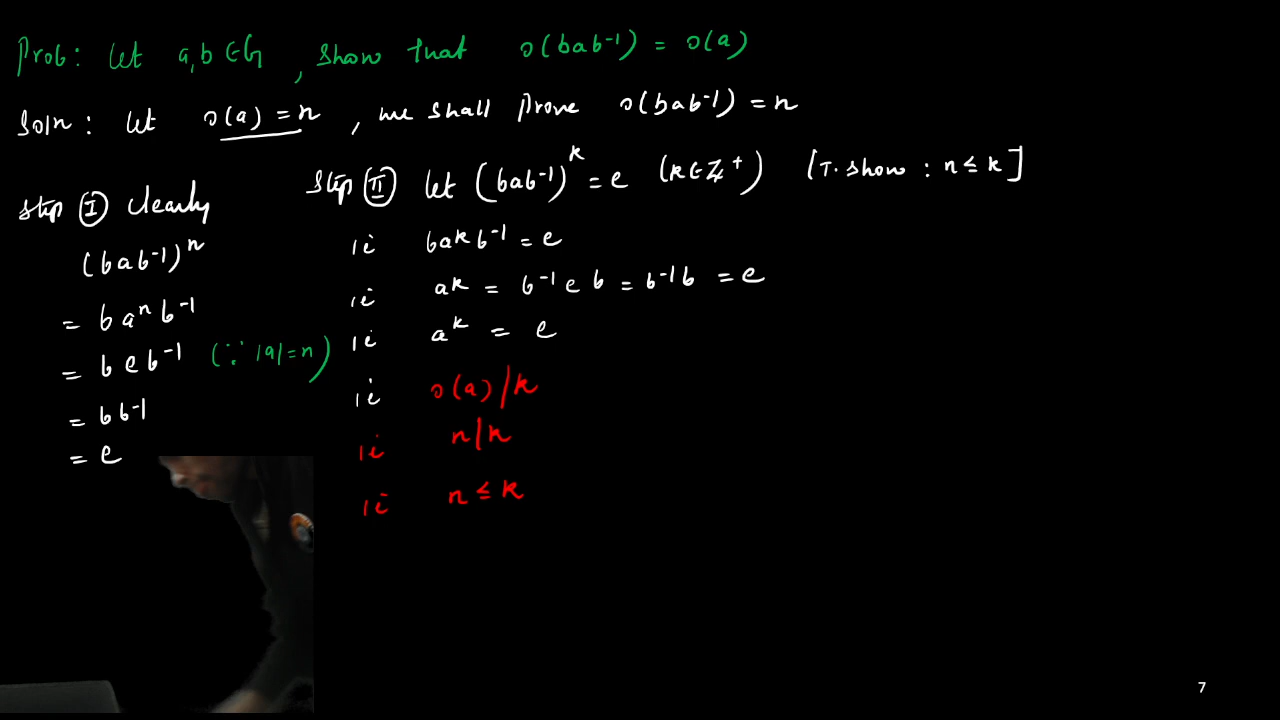 Prob: let a,b ∈ G, show that o(bab⁻¹) = o(a)
Soln: let o(a) = n, we shall prove o(bab⁻¹) = n
Step (I) clearly
(bab⁻¹)ⁿ
= baⁿb⁻¹
= beb⁻¹ (∵ |a|=n)
= bb⁻¹
= e
Step (II) let (bab⁻¹)ᵏ = e (k∈Z⁺) [T.show : n ≤ k]
ie baᵏb⁻¹ = e
ie aᵏ = b⁻¹eb = b⁻¹b = e
ie aᵏ = e
ie o(a)/k
ie n/k
ie n ≤ k
7